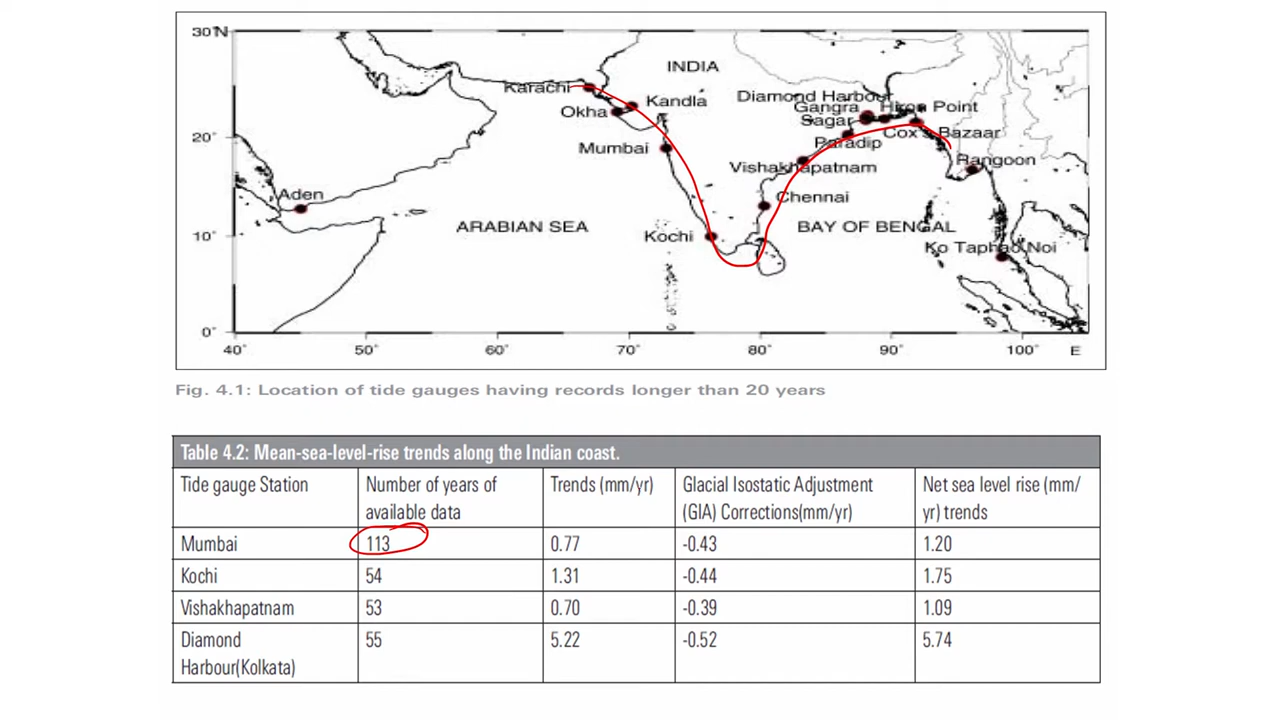 30°N
INDIA
Karachi
Kandla
Okha
Diamond Harbour
Gangra
Hiron Point
Sagar
Cox's Bazaar
Paradip
20°
Mumbai
Vishakhapatnam
Rangoon
Aden
Chennai
ARABIAN SEA
BAY OF BENGAL
10°
Kochi
Ko Taphao Noi
0°
40° 50° 60° 70° 80° 90° 100° E
Fig. 4.1: Location of tide gauges having records longer than 20 years
Table 4.2: Mean-sea-level-rise trends along the Indian coast.
Tide gauge Station
Number of years of
available data
Trends (mm/yr)
Glacial Isostatic Adjustment
(GIA) Corrections(mm/yr)
Net sea level rise (mm/
yr) trends
Mumbai 113 0.77 -0.43 1.20
Kochi 54 1.31 -0.44 1.75
Vishakhapatnam 53 0.70 -0.39 1.09
Diamond 55 5.22 -0.52 5.74
Harbour(Kolkata)